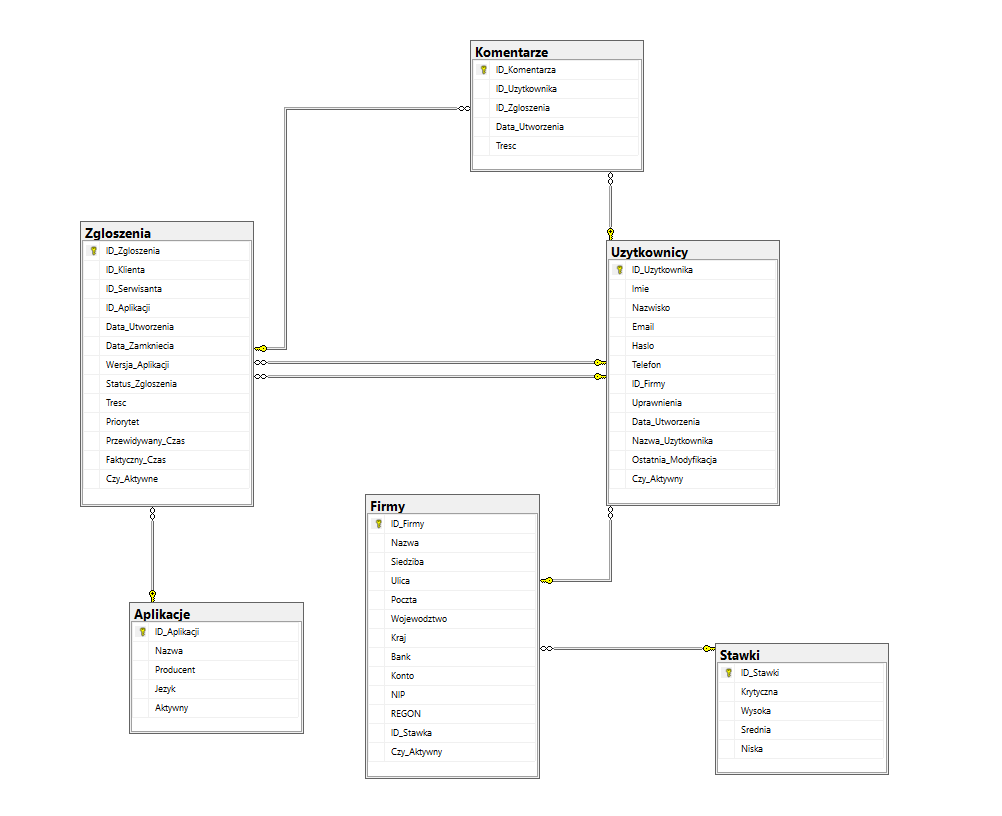 Komentarze
ID_Komentarza
ID_Uzytkownika
ID_Zgloszenia
Data_Utworzenia
Tresc
Zgloszenia
ID_Zgloszenia
ID_Klienta
ID_Serwisanta
ID_Aplikacji
Data_Utworzenia
Data_Zamkniecia
Wersja_Aplikacji
Status_Zgloszenia
Tresc
Priorytet
Przewidywany_Czas
Faktyczny_Czas
Czy_Aktywne
Uzytkownicy
ID_Uzytkownika
Imie
Nazwisko
Email
Haslo
Telefon
ID_Firmy
Uprawnienia
Data_Utworzenia
Nazwa_Uzytkownika
Ostatnia_Modyfikacja
Czy_Aktywny
Firmy
ID_Firmy
Nazwa
Siedziba
Ulica
Poczta
Wojewodztwo
Kraj
Bank
Konto
NIP
REGON
ID_Stawka
Czy_Aktywny
Aplikacje
ID_Aplikacji
Nazwa
Producent
Jezyk
Aktywny
Stawki
ID_Stawki
Krytyczna
Wysoka
Srednia
Niska